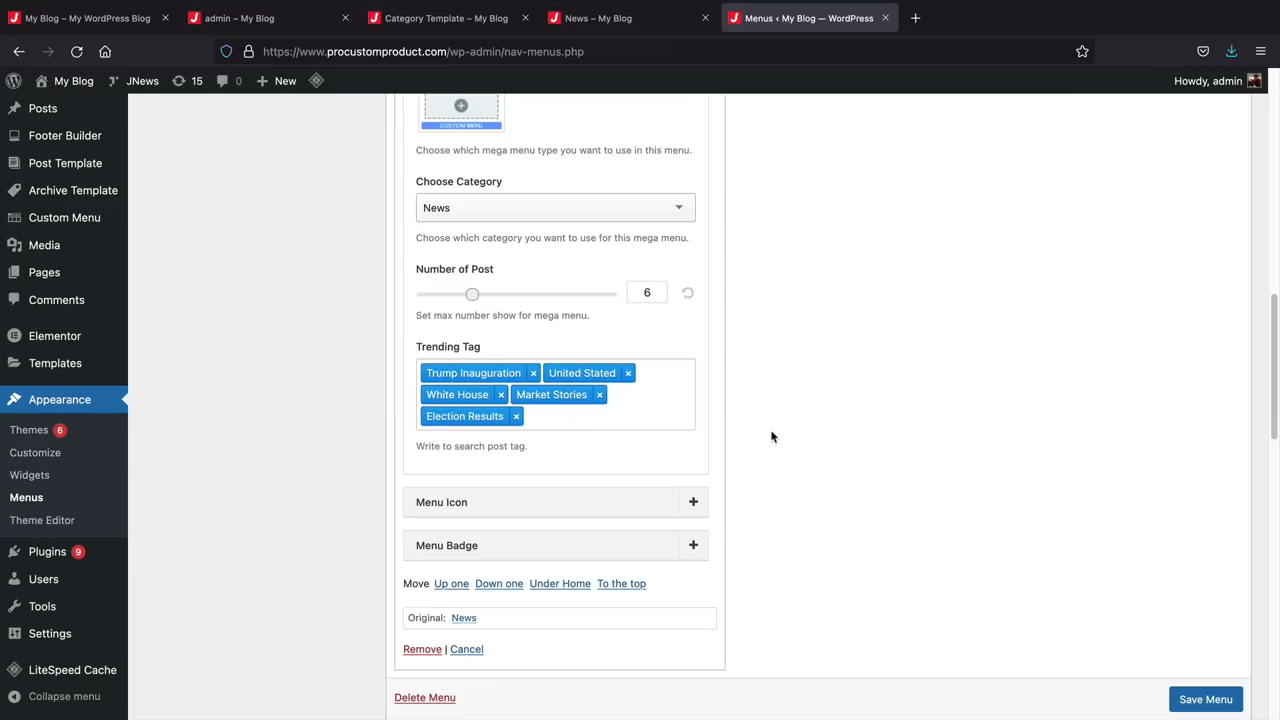 My Blog – My WordPress Blog
admin – My Blog
Category Template – My Blog
News – My Blog
Menus ‹ My Blog — WordPress
https://www.procustomproduct.com/wp-admin/nav-menus.php
My Blog
JNews
15
0
New
Howdy, admin
Posts
Footer Builder
Post Template
Archive Template
Custom Menu
Media
Pages
Comments
Elementor
Templates
Appearance
Themes 6
Customize
Widgets
Menus
Theme Editor
Plugins 9
Users
Tools
Settings
LiteSpeed Cache
Collapse menu
CUSTOM MENU
Choose which mega menu type you want to use in this menu.
Choose Category
News
Choose which category you want to use for this mega menu.
Number of Post
6
Set max number show for mega menu.
Trending Tag
Trump Inauguration × United Stated ×
White House × Market Stories ×
Election Results ×
Write to search post tag.
Menu Icon
Menu Badge
Move Up one Down one Under Home To the top
Original: News
Remove | Cancel
Delete Menu
Save Menu